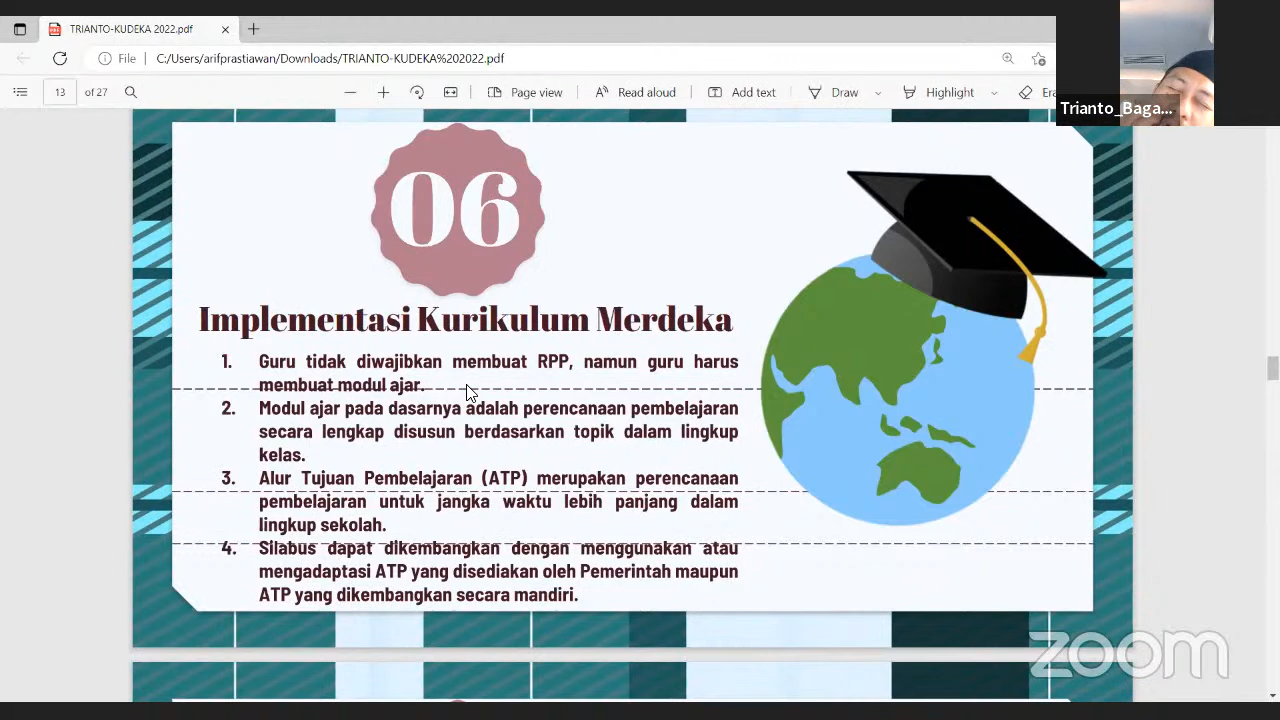 TRIANTO-KUDEKA 2022.pdf
File
C:/Users/arifprastiawan/Downloads/TRIANTO-KUDEKA%202022.pdf
13 of 27
Page view
Read aloud
Add text
Draw
Highlight
Era
Trianto_Baga...
06
Implementasi Kurikulum Merdeka
1. Guru tidak diwajibkan membuat RPP, namun guru harus
membuat modul ajar.
2. Modul ajar pada dasarnya adalah perencanaan pembelajaran
secara lengkap disusun berdasarkan topik dalam lingkup
kelas.
3. Alur Tujuan Pembelajaran (ATP) merupakan perencanaan
pembelajaran untuk jangka waktu lebih panjang dalam
lingkup sekolah.
4. Silabus dapat dikembangkan dengan menggunakan atau
mengadaptasi ATP yang disediakan oleh Pemerintah maupun
ATP yang dikembangkan secara mandiri.
zoom